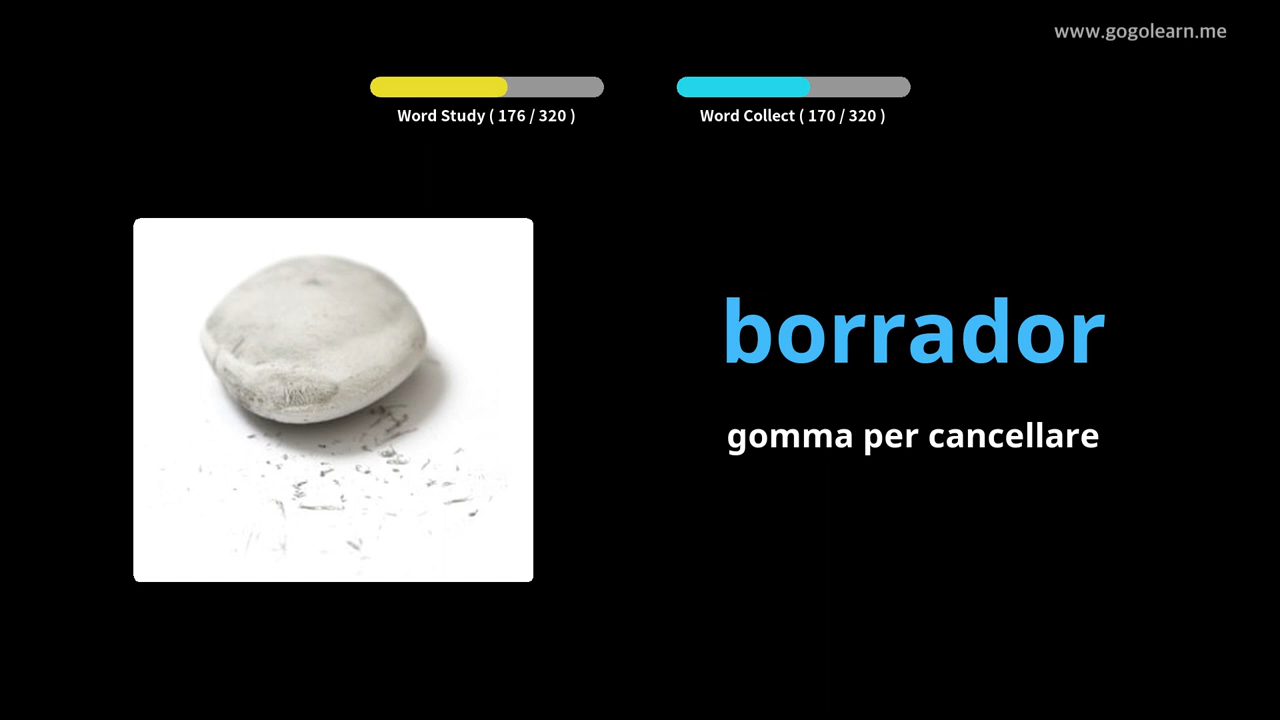 www.gogolearn.me
Word Study ( 176 / 320 )
Word Collect ( 170 / 320 )
borrador
gomma per cancellare